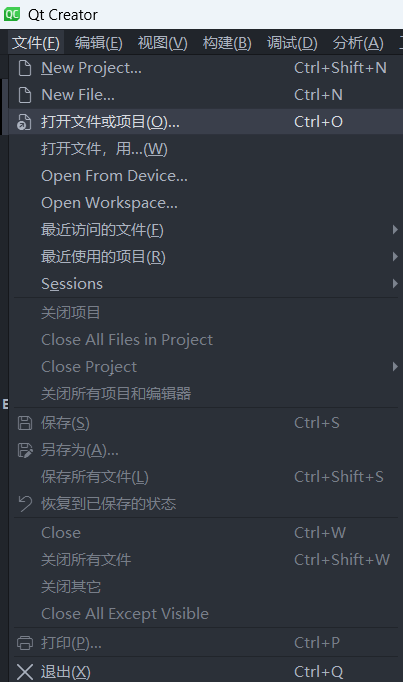 QC Qt Creator
文件(F) 编辑(E) 视图(V) 构建(B) 调试(D) 分析(A)
New Project... Ctrl+Shift+N
New File... Ctrl+N
打开文件或项目(O)... Ctrl+O
打开文件，用...(W)
Open From Device...
Open Workspace...
最近访问的文件(F)
最近使用的项目(R)
Sessions
关闭项目
Close All Files in Project
Close Project
关闭所有项目和编辑器
保存(S) Ctrl+S
另存为(A)...
保存所有文件(L) Ctrl+Shift+S
恢复到已保存的状态
Close Ctrl+W
关闭所有文件 Ctrl+Shift+W
关闭其它
Close All Except Visible
打印(P)... Ctrl+P
退出(X) Ctrl+Q